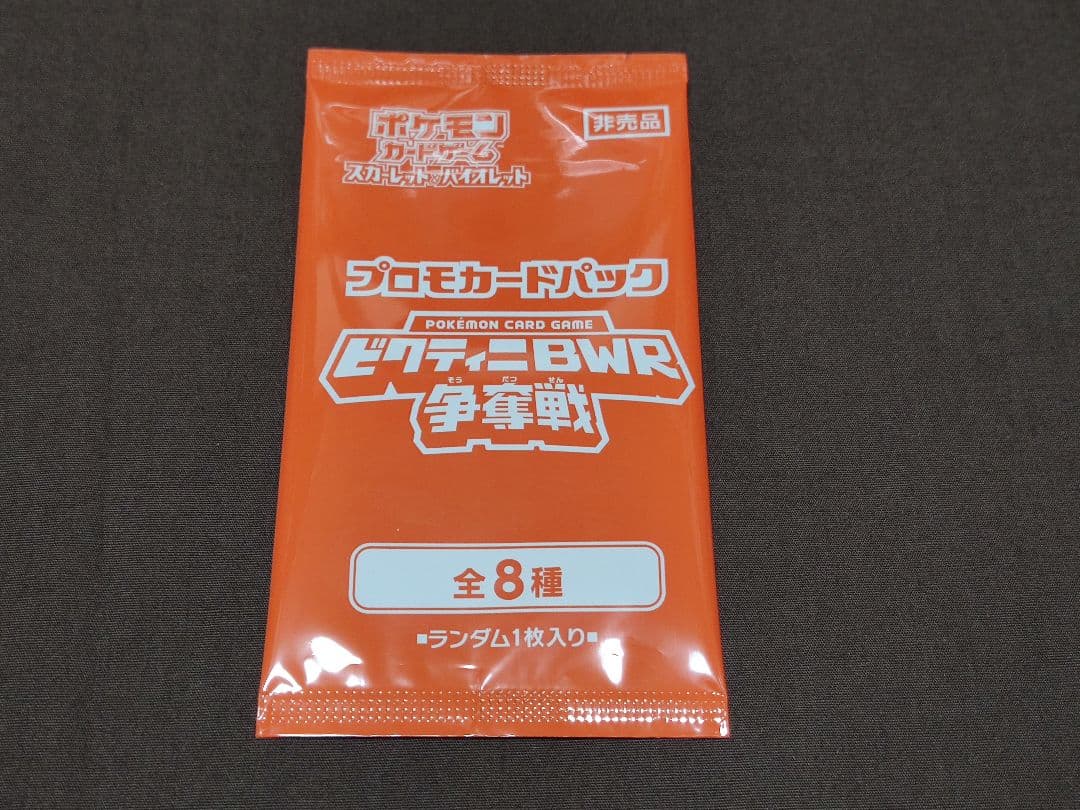 ポケモン
カードゲーム
スカーレット&バイオレット
非売品
プロモカードパック
POKÉMON CARD GAME
ビクティニBWR
そう だつ せん
争奪戦
全8種
■ランダム1枚入り■